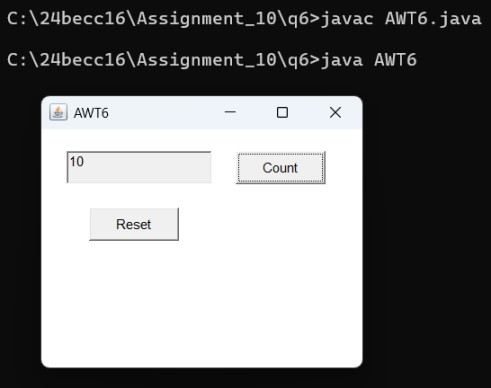 C:\24becc16\Assignment_10\q6>javac AWT6.java
C:\24becc16\Assignment_10\q6>java AWT6
AWT6
10
Count
Reset